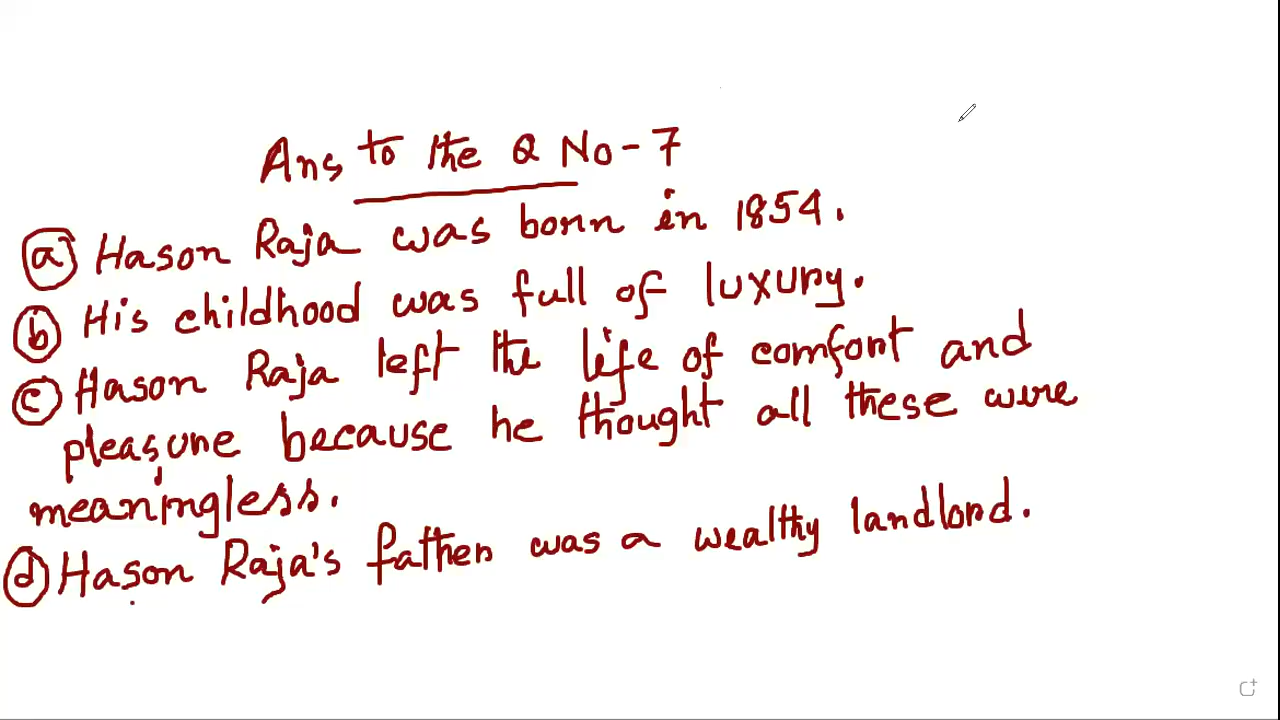 Ans to the Q No-7
(a) Hason Raja was born in 1854.
(b) His childhood was full of luxury.
(c) Hason Raja left the life of comfort and
pleasure because he thought all these were
meaningless.
(d) Hason Raja's father was a wealthy landlord.